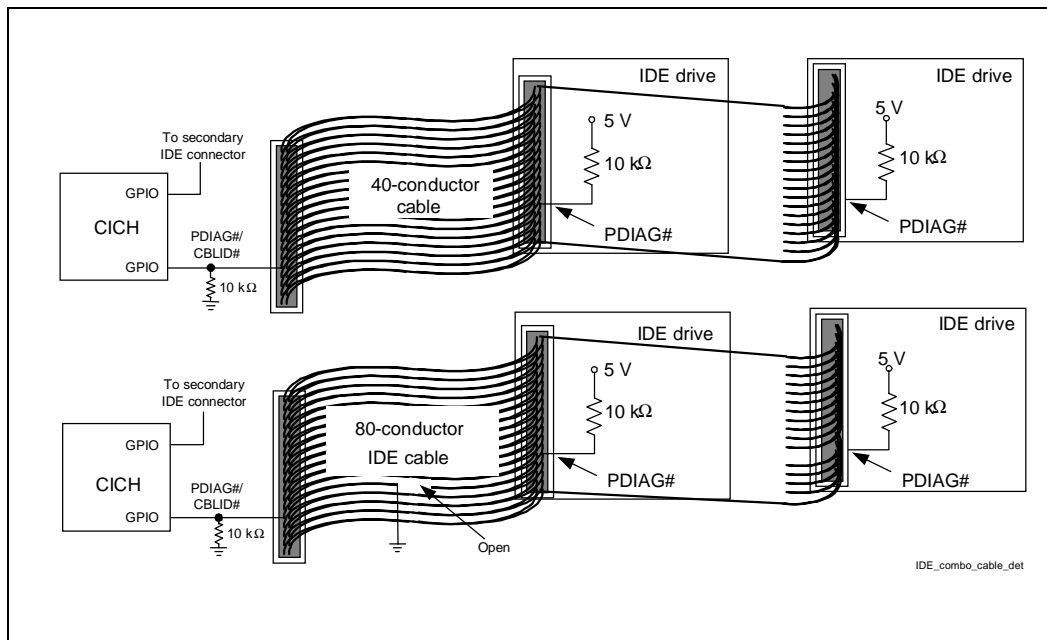 IDE drive
IDE drive
5 V
5 V
To secondary
IDE connector
10 kΩ
10 kΩ
GPIO
40-conductor
cable
CICH
PDIAG#/
CBLID#
PDIAG#
PDIAG#
GPIO
10 kΩ
IDE drive
IDE drive
5 V
5 V
To secondary
IDE connector
10 kΩ
10 kΩ
GPIO
80-conductor
IDE cable
CICH
PDIAG#/
CBLID#
PDIAG#
PDIAG#
GPIO
10 kΩ
Open
IDE_combo_cable_det